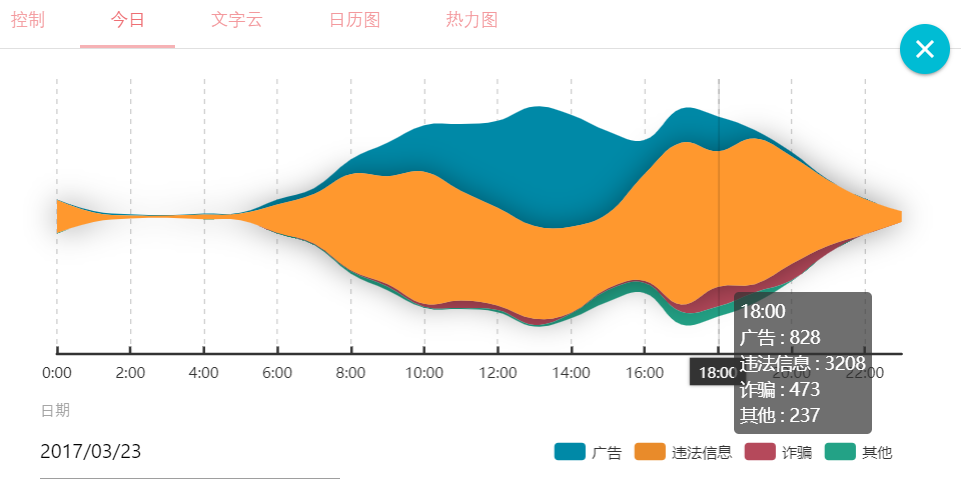 控制 今日 文字云 日历图 热力图
18:00
广告 : 828
违法信息 : 3208
诈骗 : 473
其他 : 237
0:00 2:00 4:00 6:00 8:00 10:00 12:00 14:00 16:00 18:00 20:00 22:00
日期
2017/03/23
广告 违法信息 诈骗 其他